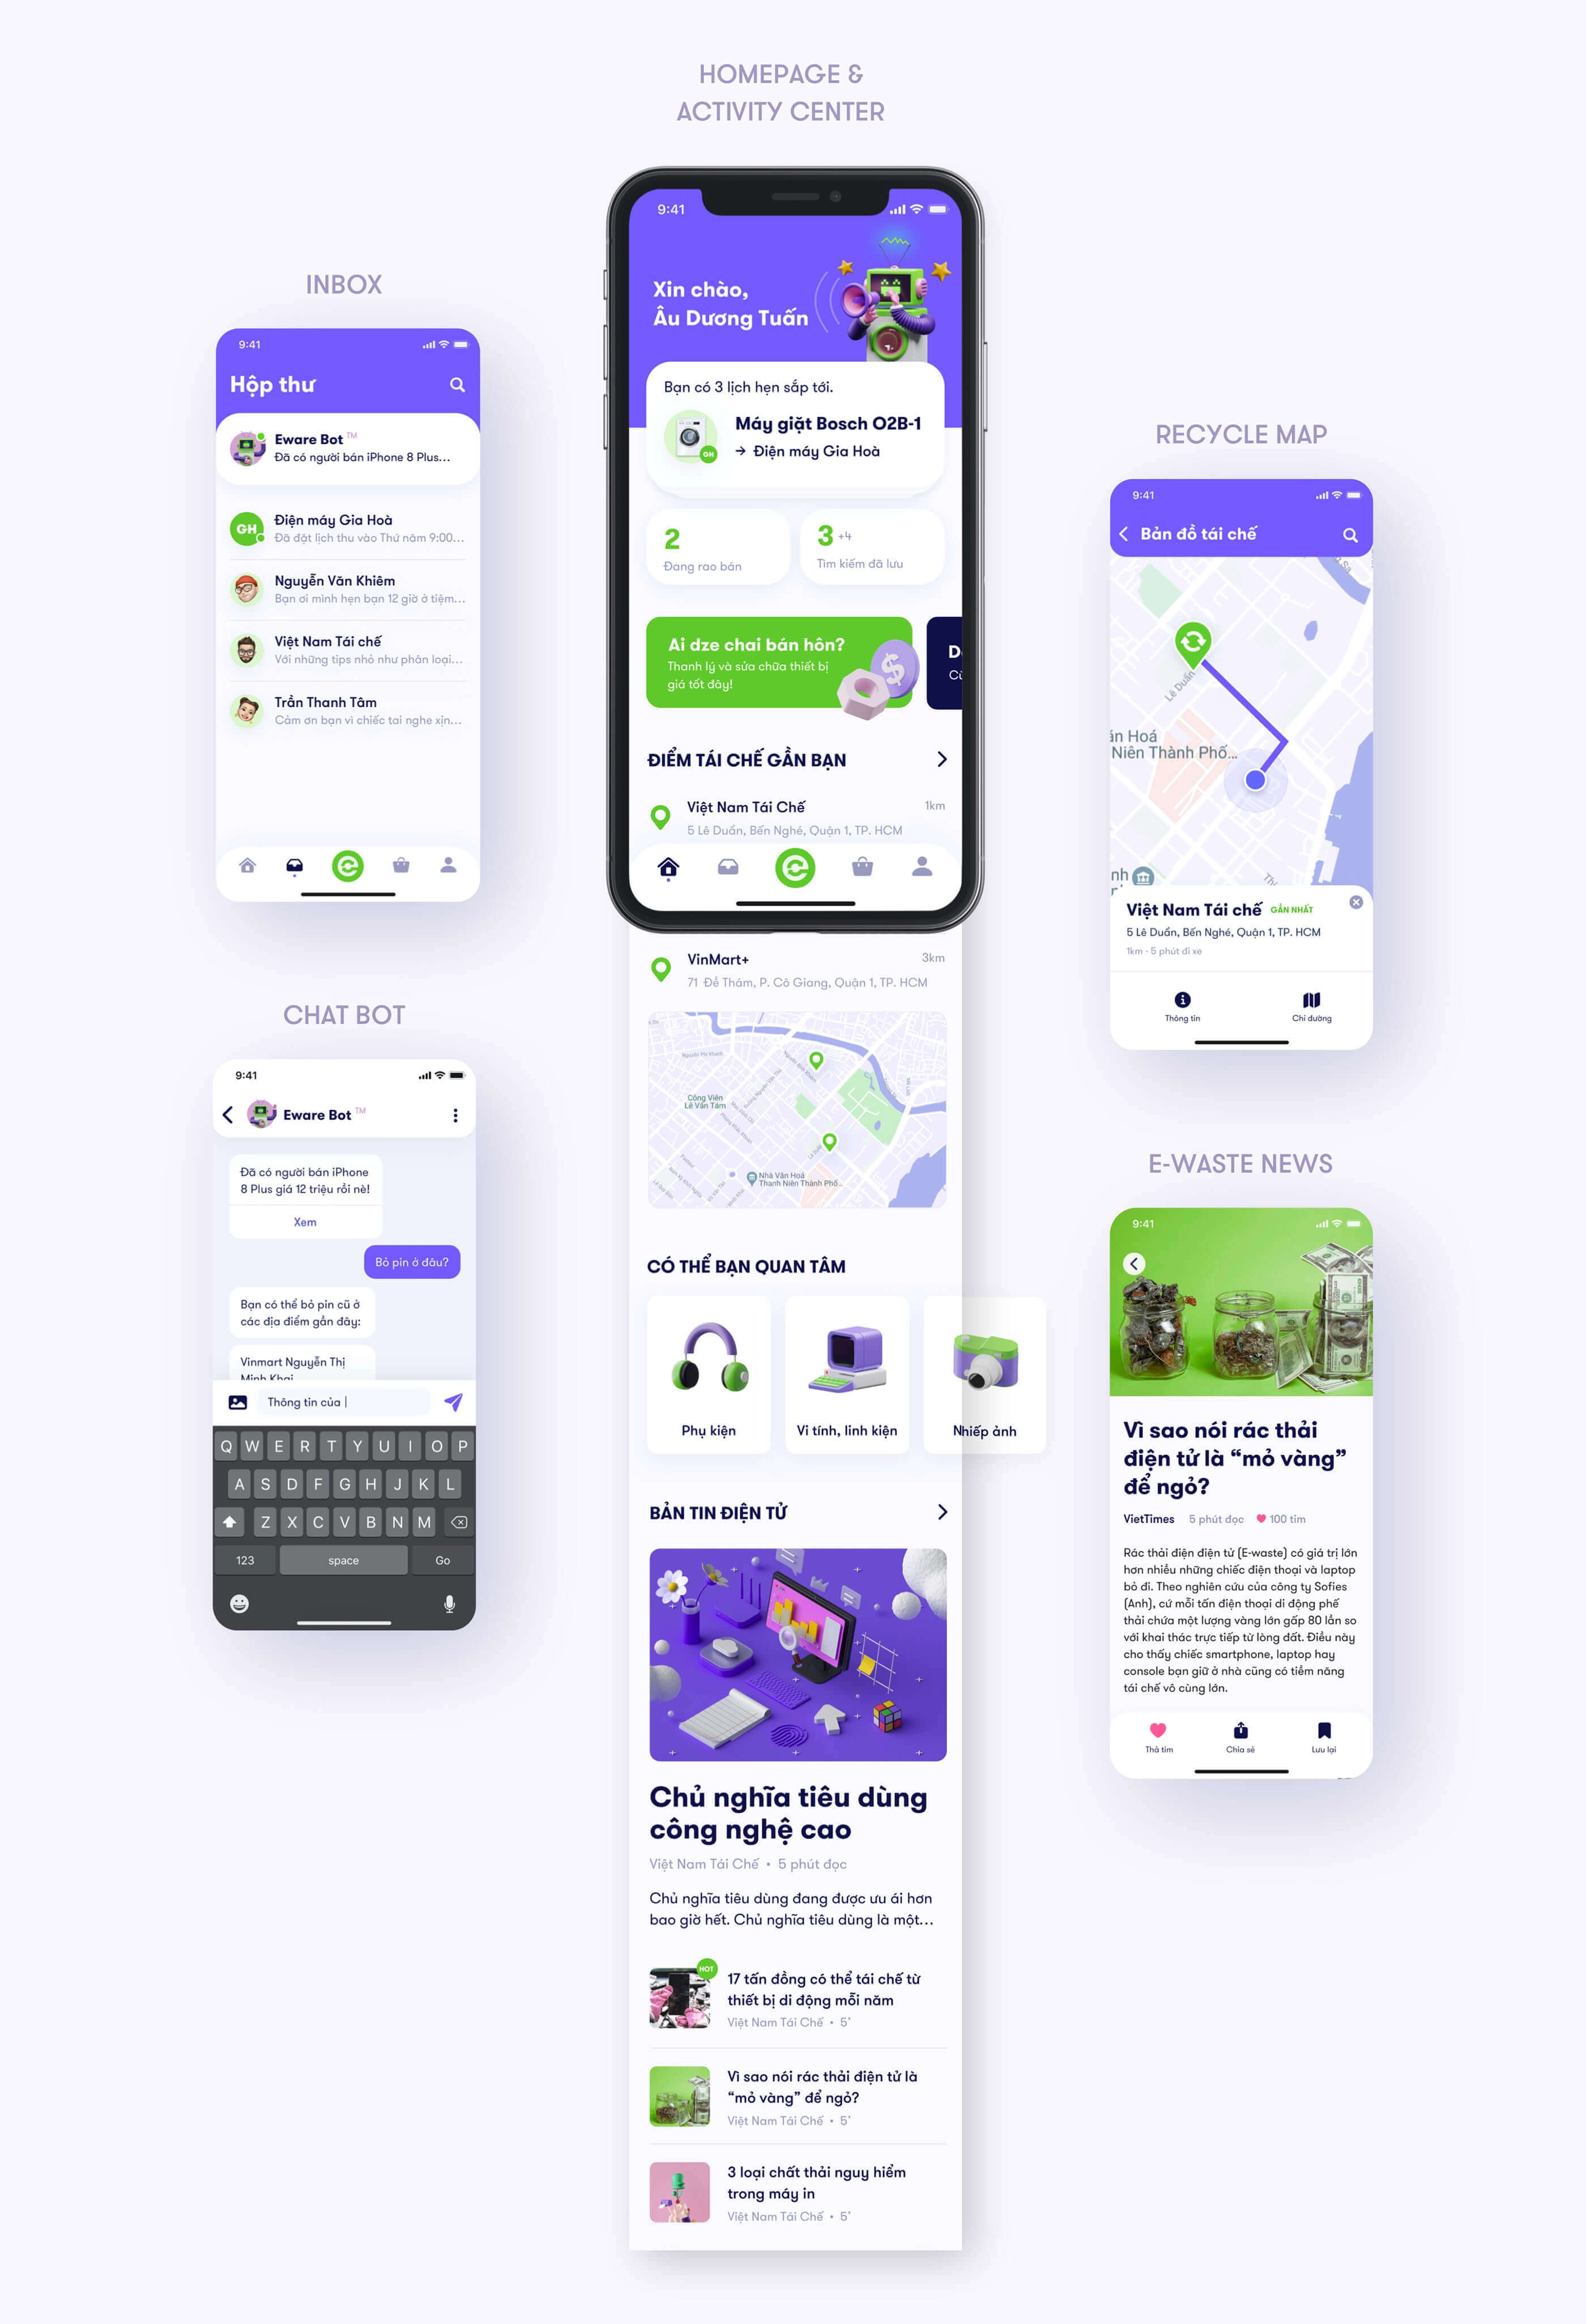 HOMEPAGE &
ACTIVITY CENTER
9:41
Xin chào,
Âu Dương Tuấn
Bạn có 3 lịch hẹn sắp tới.
Máy giặt Bosch O2B-1
GH
→ Điện máy Gia Hoà
2
Đang rao bán
3 +4
Tìm kiếm đã lưu
Ai dze chai bán hôn?
Thanh lý và sửa chữa thiết bị
giá tốt đây!
ĐIỂM TÁI CHẾ GẦN BẠN
Việt Nam Tái Chế
1km
5 Lê Duẩn, Bến Nghé, Quận 1, TP. HCM
VinMart+
3km
71 Đề Thám, P. Cô Giang, Quận 1, TP. HCM
Công Viên
Lê Văn Tám
Nhà Văn Hoá
Thanh Niên Thành Phố...
CÓ THỂ BẠN QUAN TÂM
Phụ kiện
Vi tính, linh kiện
Nhiếp ảnh
BẢN TIN ĐIỆN TỬ
Chủ nghĩa tiêu dùng
công nghệ cao
Việt Nam Tái Chế • 5 phút đọc
Chủ nghĩa tiêu dùng đang được ưu ái hơn
bao giờ hết. Chủ nghĩa tiêu dùng là một...
HOT
17 tấn đồng có thể tái chế từ
thiết bị di động mỗi năm
Việt Nam Tái Chế • 5'
Vì sao nói rác thải điện tử là
“mỏ vàng” để ngỏ?
Việt Nam Tái Chế • 5'
3 loại chất thải nguy hiểm
trong máy in
Việt Nam Tái Chế • 5'
INBOX
9:41
Hộp thư
Eware Bot TM
Đã có người bán iPhone 8 Plus...
GH
Điện máy Gia Hoà
Đã đặt lịch thu vào Thứ năm 9:00...
Nguyễn Văn Khiêm
Bạn ơi mình hẹn bạn 12 giờ ở tiệm...
Việt Nam Tái chế
Với những tips nhỏ như phân loại...
Trần Thanh Tâm
Cảm ơn bạn vì chiếc tai nghe xịn...
CHAT BOT
9:41
Eware Bot TM
Đã có người bán iPhone
8 Plus giá 12 triệu rồi nè!
Xem
Bỏ pin ở đâu?
Bạn có thể bỏ pin cũ ở
các địa điểm gần đây:
Vinmart Nguyễn Thị
Minh Khai
Thông tin của
Q W E R T Y U I O P
A S D F G H J K L
Z X C V B N M
123 space Go
RECYCLE MAP
9:41
Bản đồ tái chế
Lê Duẩn
ăn Hoá
Niên Thành Phố...
nh
Việt Nam Tái chế GẦN NHẤT
5 Lê Duẩn, Bến Nghé, Quận 1, TP. HCM
1km - 5 phút đi xe
Thông tin
Chỉ đường
E-WASTE NEWS
9:41
Vì sao nói rác thải
điện tử là “mỏ vàng”
để ngỏ?
VietTimes 5 phút đọc 100 tim
Rác thải điện điện tử (E-waste) có giá trị lớn
hơn nhiều những chiếc điện thoại và laptop
bỏ đi. Theo nghiên cứu của công ty Sofies
(Anh), cứ mỗi tấn điện thoại di động phế
thải chứa một lượng vàng lớn gấp 80 lần so
với khai thác trực tiếp từ lòng đất. Điều này
cho thấy chiếc smartphone, laptop hay
console bạn giữ ở nhà cũng có tiềm năng
tái chế vô cùng lớn.
Thả tim
Chia sẻ
Lưu lại